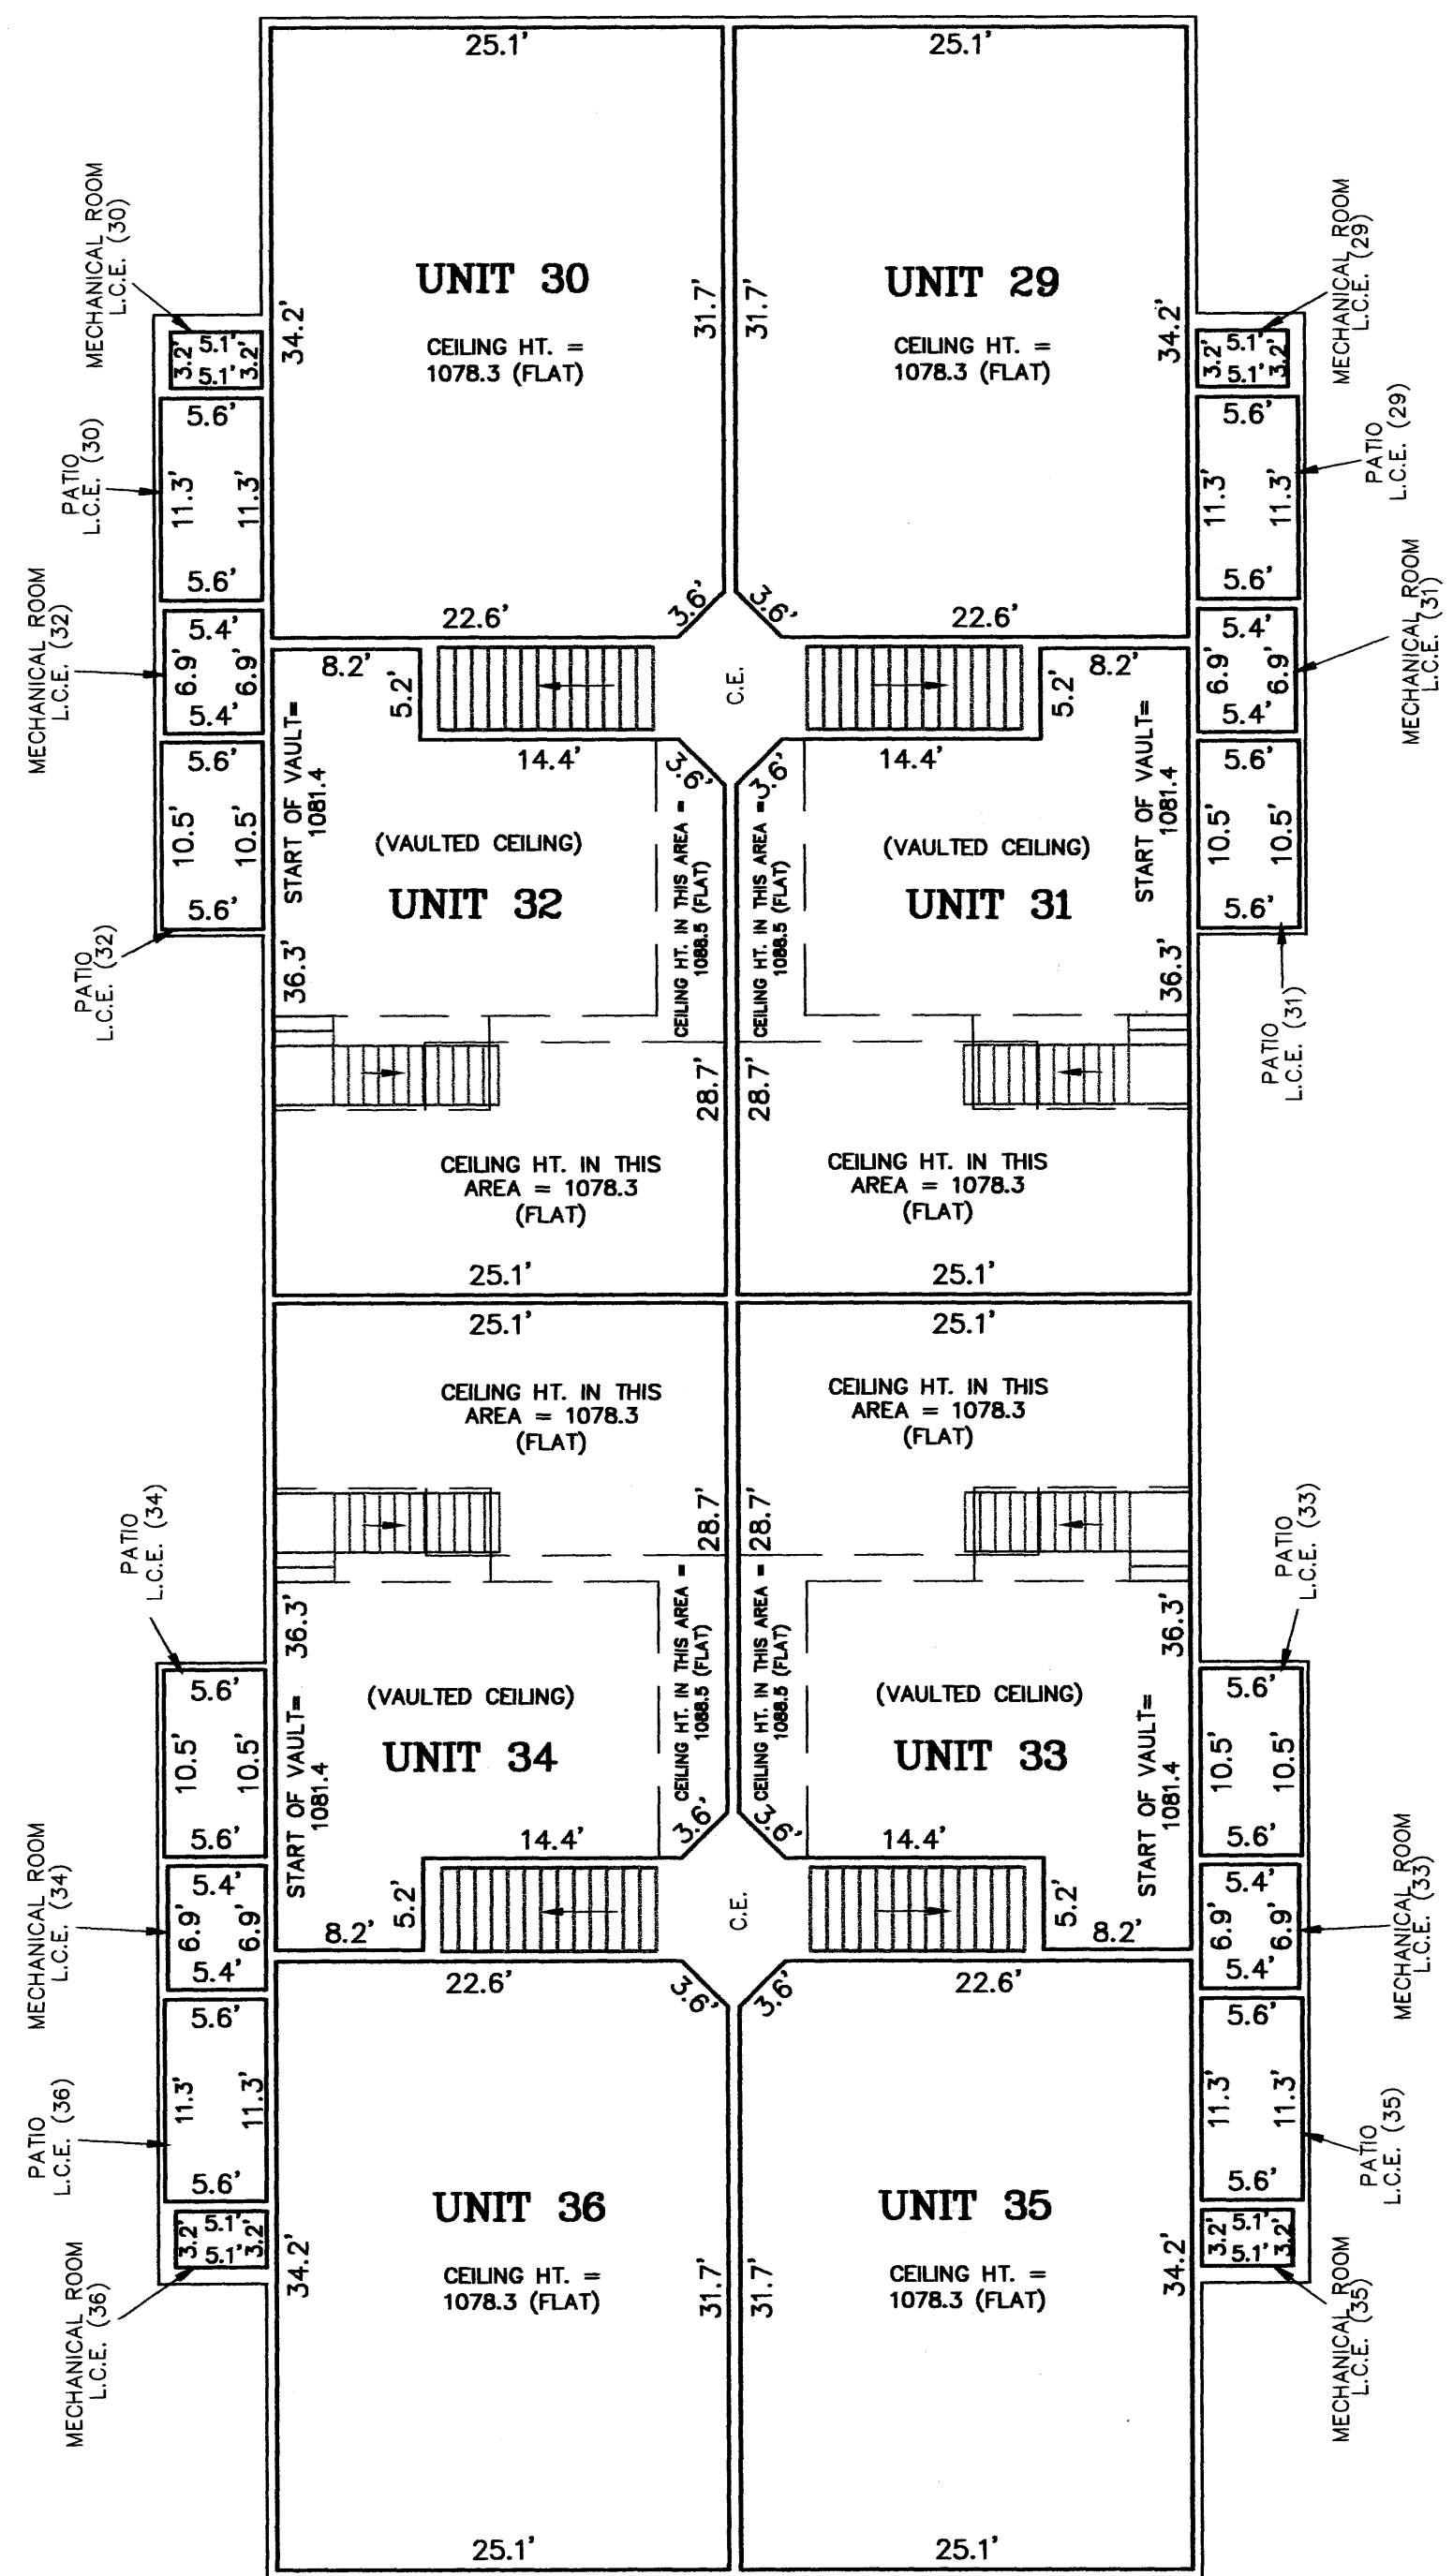 25.1'
25.1'
MECHANICAL ROOM
L.C.E. (30)
UNIT 30
CEILING HT. =
1078.3 (FLAT)
34.2'
31.7'
UNIT 29
CEILING HT. =
1078.3 (FLAT)
31.7'
34.2'
MECHANICAL ROOM
L.C.E. (29)
5.1'
3.2'
3.2'
5.1'
5.1'
3.2'
3.2'
5.1'
PATIO
L.C.E. (30)
5.6'
11.3'
11.3'
5.6'
5.6'
11.3'
11.3'
5.6'
PATIO
L.C.E. (29)
22.6'
3.6'
3.6'
22.6'
MECHANICAL ROOM
L.C.E. (32)
5.4'
6.9'
6.9'
5.4'
8.2'
5.2'
C.E.
5.2'
8.2'
5.4'
6.9'
6.9'
5.4'
MECHANICAL ROOM
L.C.E. (31)
14.4'
3.6'
3.6'
14.4'
PATIO
L.C.E. (32)
5.6'
10.5'
10.5'
5.6'
START OF VAULT=
1081.4
(VAULTED CEILING)
UNIT 32
36.3'
CEILING HT. IN THIS AREA =
1088.5 (FLAT)
CEILING HT. IN THIS AREA =
1088.5 (FLAT)
(VAULTED CEILING)
UNIT 31
START OF VAULT=
1081.4
36.3'
5.6'
10.5'
10.5'
5.6'
PATIO
L.C.E. (31)
28.7'
28.7'
CEILING HT. IN THIS
AREA = 1078.3
(FLAT)
CEILING HT. IN THIS
AREA = 1078.3
(FLAT)
25.1'
25.1'
25.1'
25.1'
CEILING HT. IN THIS
AREA = 1078.3
(FLAT)
CEILING HT. IN THIS
AREA = 1078.3
(FLAT)
28.7'
28.7'
PATIO
L.C.E. (34)
5.6'
10.5'
10.5'
5.6'
36.3'
START OF VAULT=
1081.4
(VAULTED CEILING)
UNIT 34
CEILING HT. IN THIS AREA =
1088.5 (FLAT)
CEILING HT. IN THIS AREA =
1088.5 (FLAT)
(VAULTED CEILING)
UNIT 33
36.3'
START OF VAULT=
1081.4
5.6'
10.5'
10.5'
5.6'
PATIO
L.C.E. (33)
14.4'
3.6'
3.6'
14.4'
MECHANICAL ROOM
L.C.E. (34)
5.4'
6.9'
6.9'
5.4'
8.2'
5.2'
C.E.
5.2'
8.2'
5.4'
6.9'
6.9'
5.4'
MECHANICAL ROOM
L.C.E. (33)
22.6'
3.6'
3.6'
22.6'
PATIO
L.C.E. (36)
5.6'
11.3'
11.3'
5.6'
5.6'
11.3'
11.3'
5.6'
PATIO
L.C.E. (35)
MECHANICAL ROOM
L.C.E. (36)
5.1'
3.2'
3.2'
5.1'
34.2'
UNIT 36
CEILING HT. =
1078.3 (FLAT)
31.7'
31.7'
UNIT 35
CEILING HT. =
1078.3 (FLAT)
34.2'
5.1'
3.2'
3.2'
5.1'
MECHANICAL ROOM
L.C.E. (35)
25.1'
25.1'